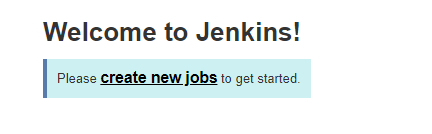 Welcome to Jenkins!
Please create new jobs to get started.